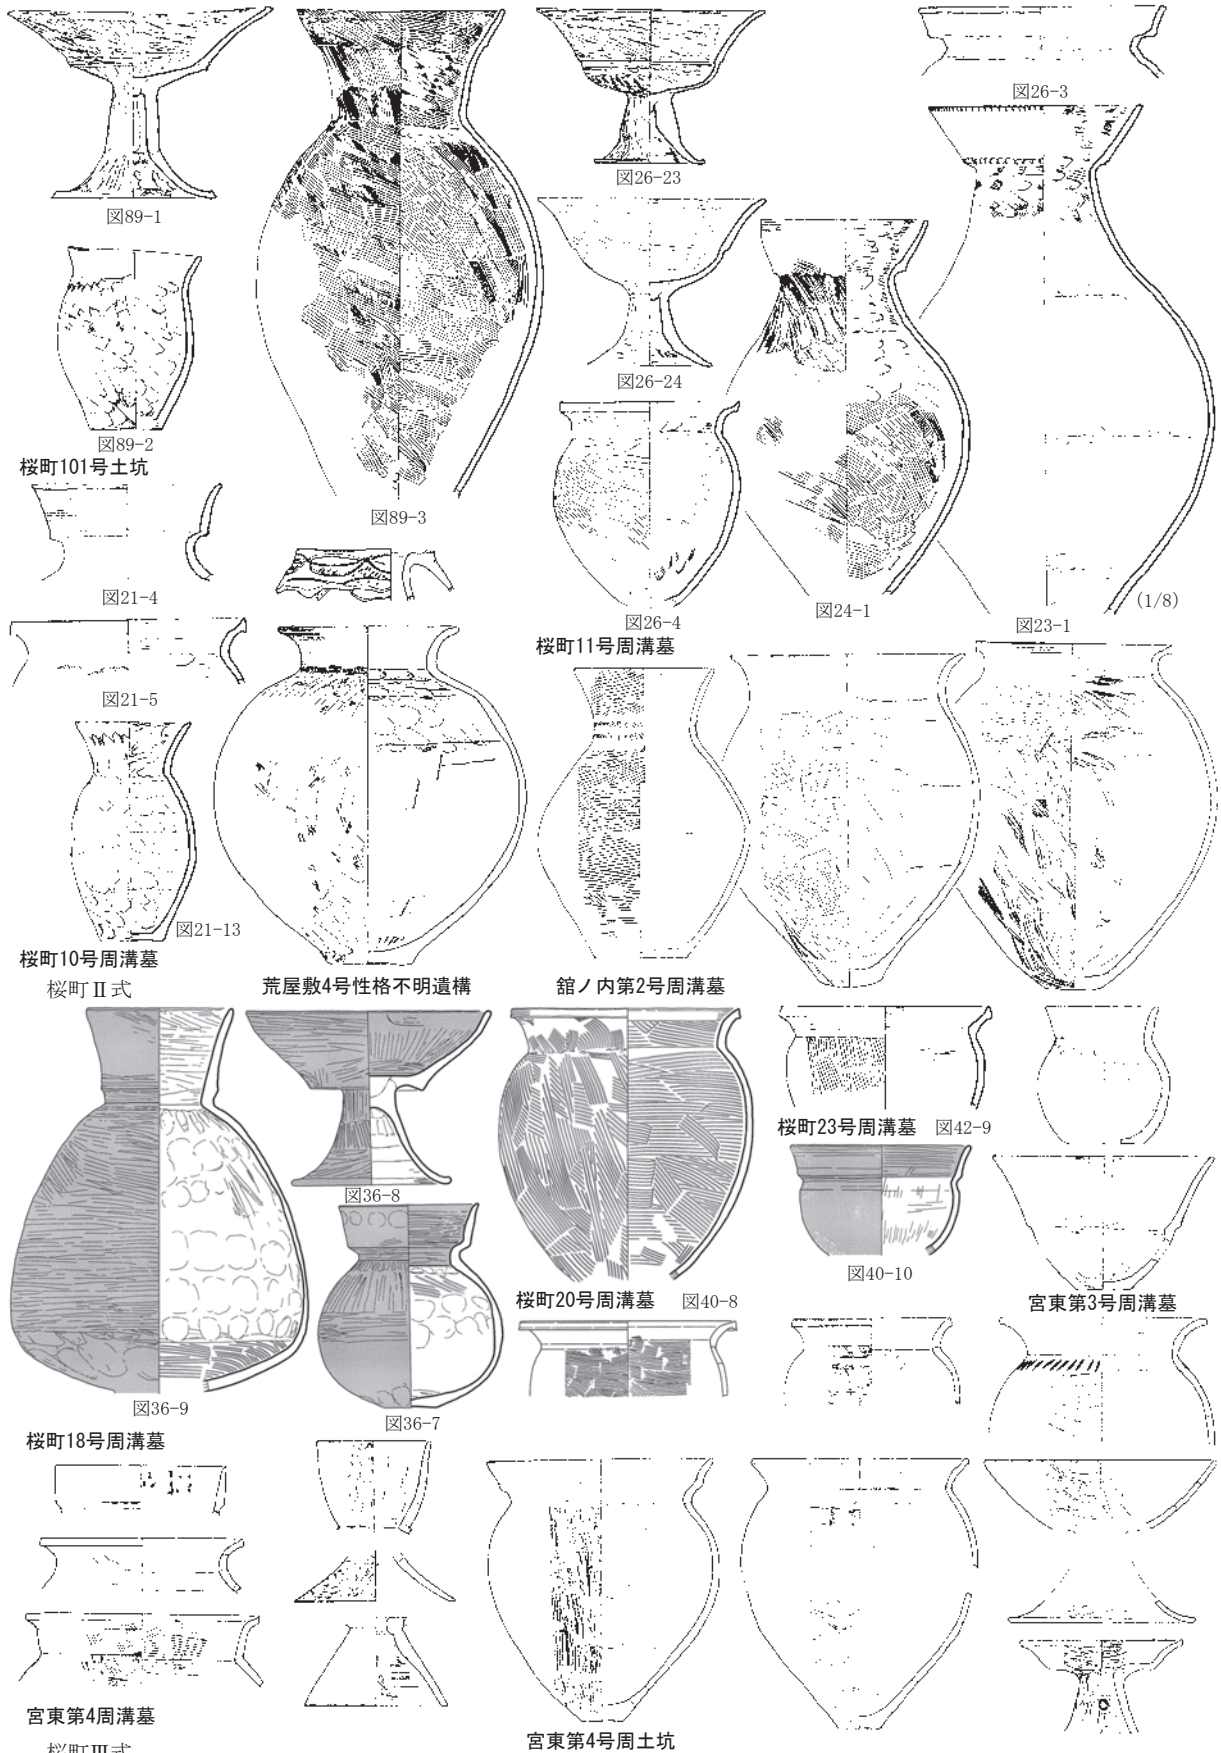 図89-1
図26-23
図26-3
図26-24
図89-2
桜町101号土坑
図89-3
図21-4
図26-4
図24-1
図23-1
(1/8)
桜町11号周溝墓
図21-5
図21-13
桜町10号周溝墓
桜町Ⅱ式
荒屋敷4号性格不明遺構
舘ノ内第2号周溝墓
桜町23号周溝墓 図42-9
図36-8
図40-10
桜町20号周溝墓 図40-8
宮東第3号周溝墓
図36-9
図36-7
桜町18号周溝墓
宮東第4周溝墓
宮東第4号周土坑
桜町Ⅲ式